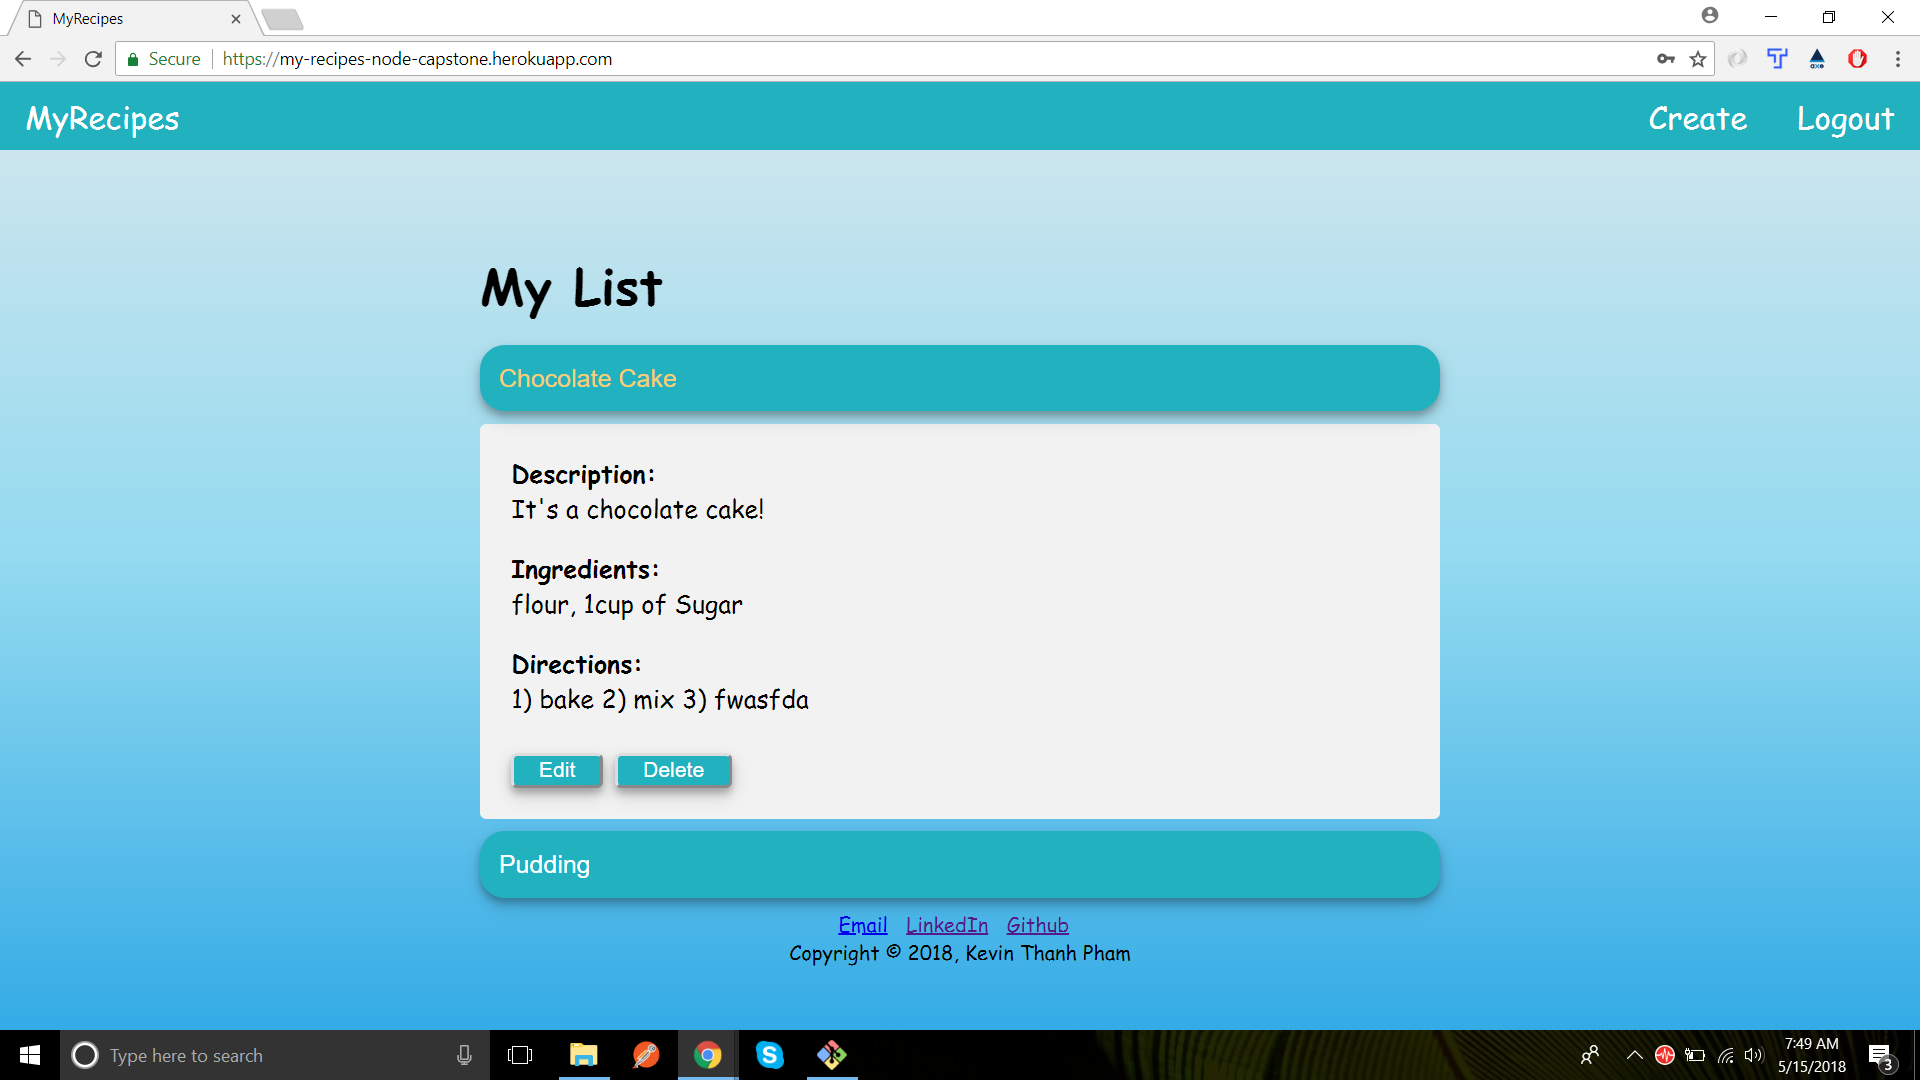 MyRecipes
Secure https://my-recipes-node-capstone.herokuapp.com
MyRecipes Create Logout
My List
Chocolate Cake
Description:
It's a chocolate cake!
Ingredients:
flour, 1cup of Sugar
Directions:
1) bake 2) mix 3) fwasfda
Edit Delete
Pudding
Email LinkedIn Github
Copyright © 2018, Kevin Thanh Pham
Type here to search
7:49 AM
5/15/2018
3